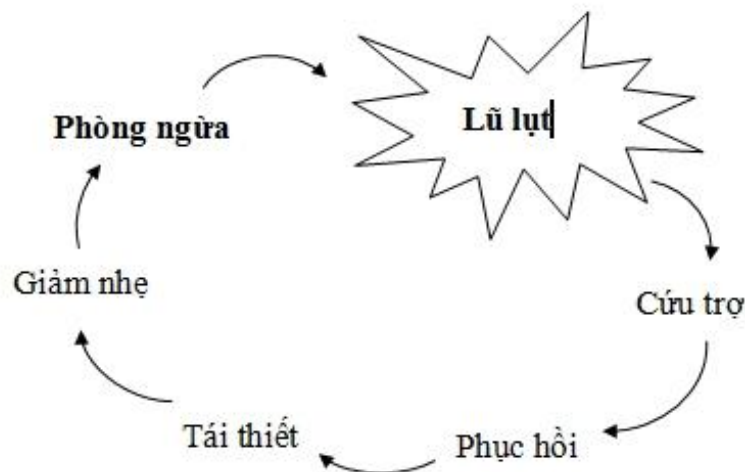 Phòng ngừa
Lũ lụt
Cứu trợ
Phục hồi
Tái thiết
Giảm nhẹ